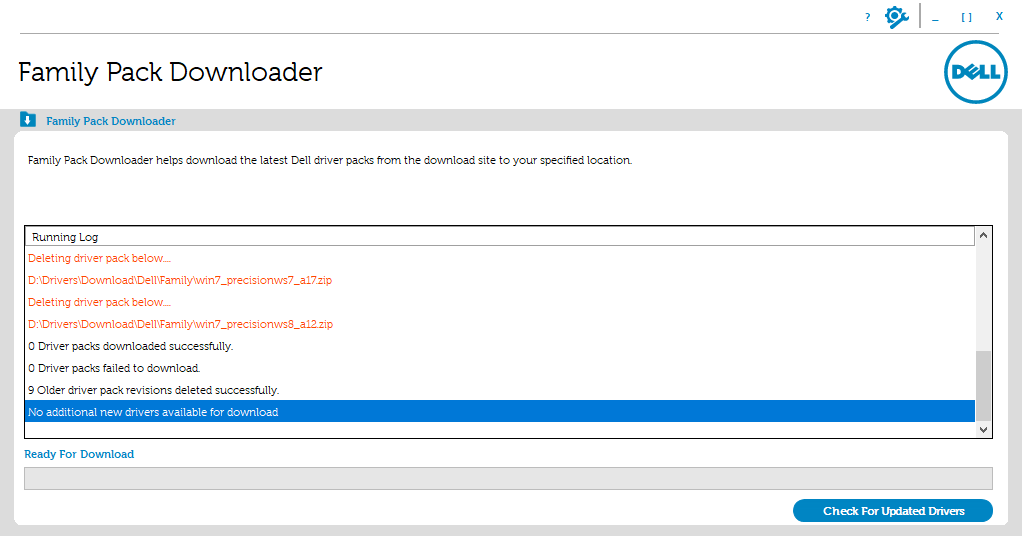 ? _ [ ] X
Family Pack Downloader
DELL
Family Pack Downloader
Family Pack Downloader helps download the latest Dell driver packs from the download site to your specified location.
Running Log
Deleting driver pack below....
D:\Drivers\Download\Dell\Family\win7_precisionws7_a17.zip
Deleting driver pack below....
D:\Drivers\Download\Dell\Family\win7_precisionws8_a12.zip
0 Driver packs downloaded successfully.
0 Driver packs failed to download.
9 Older driver pack revisions deleted successfully.
No additional new drivers available for download
Ready For Download
Check For Updated Drivers